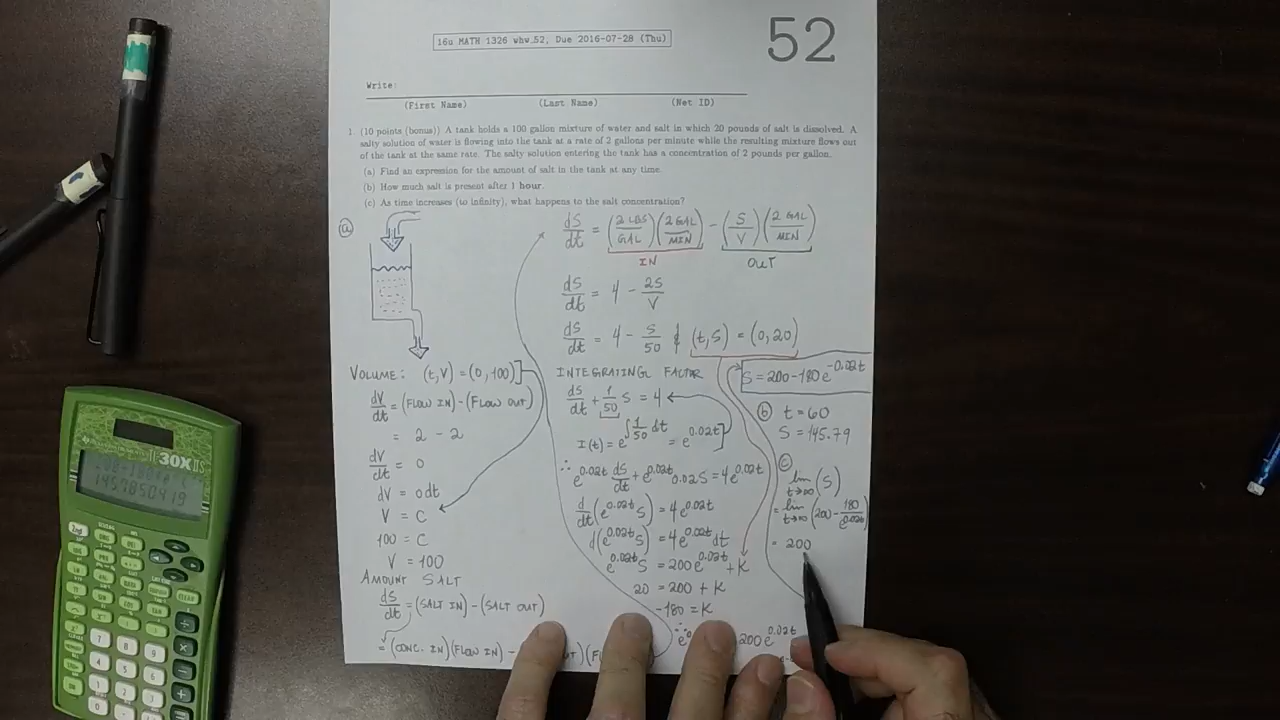 52
16u MATH 1326 whw_52, Due 2016-07-28 (Thu)
Write:
(First Name) (Last Name) (Net ID)
1. (10 points (bonus)) A tank holds a 100 gallon mixture of water and salt in which 20 pounds of salt is dissolved. A
salty solution of water is flowing into the tank at a rate of 2 gallons per minute while the resulting mixture flows out
of the tank at the same rate. The salty solution entering the tank has a concentration of 2 pounds per gallon.
(a) Find an expression for the amount of salt in the tank at any time.
(b) How much salt is present after 1 hour.
(c) As time increases (to infinity), what happens to the salt concentration?
(a)
VOLUME: (t,V) = (0,100)
dV/dt = (FLOW IN) - (FLOW OUT)
= 2 - 2
dV/dt = 0
dV = 0dt
V = C
100 = C
V = 100
AMOUNT SALT
dS/dt = (SALT IN) - (SALT OUT)
= (CONC. IN)(FLOW IN) -
dS/dt = (2 LBS/GAL)(2 GAL/MIN) - (S/V)(2 GAL/MIN)
IN OUT
dS/dt = 4 - 2S/V
dS/dt = 4 - S/50 & (t,S) = (0,20)
INTEGRATING FACTOR
dS/dt + 1/50 S = 4
I(t) = e^∫1/50 dt = e^0.02t
∴ e^0.02t dS/dt + e^0.02t 0.02S = 4e^0.02t
d/dt (e^0.02t S) = 4e^0.02t
d(e^0.02t S) = 4e^0.02t dt
e^0.02t S = 200e^0.02t + K
20 = 200 + K
-180 = K
200e^0.02t
S = 200 - 180e^-0.02t
(b) t = 60
S = 145.79
(c)
lim t→∞ (S)
= lim t→∞ (200 - 180/e^0.02t)
= 200
30X IIS
145.7850419
2nd